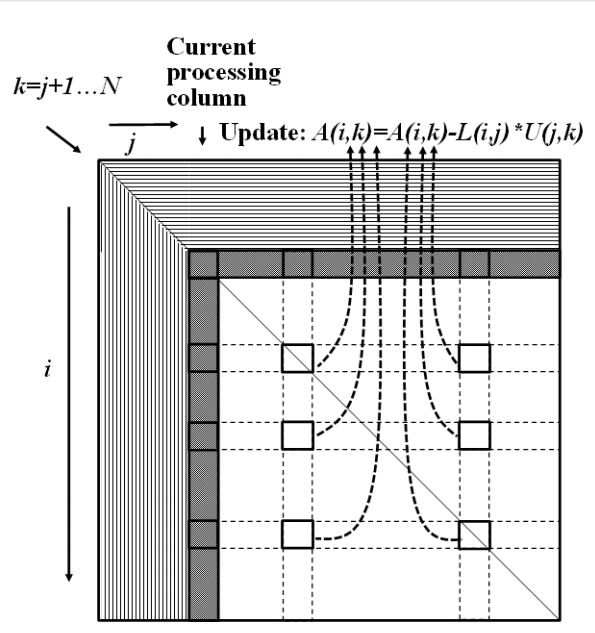 Current
processing
column
k=j+1…N
j
Update: A(i,k)=A(i,k)-L(i,j)*U(j,k)
i